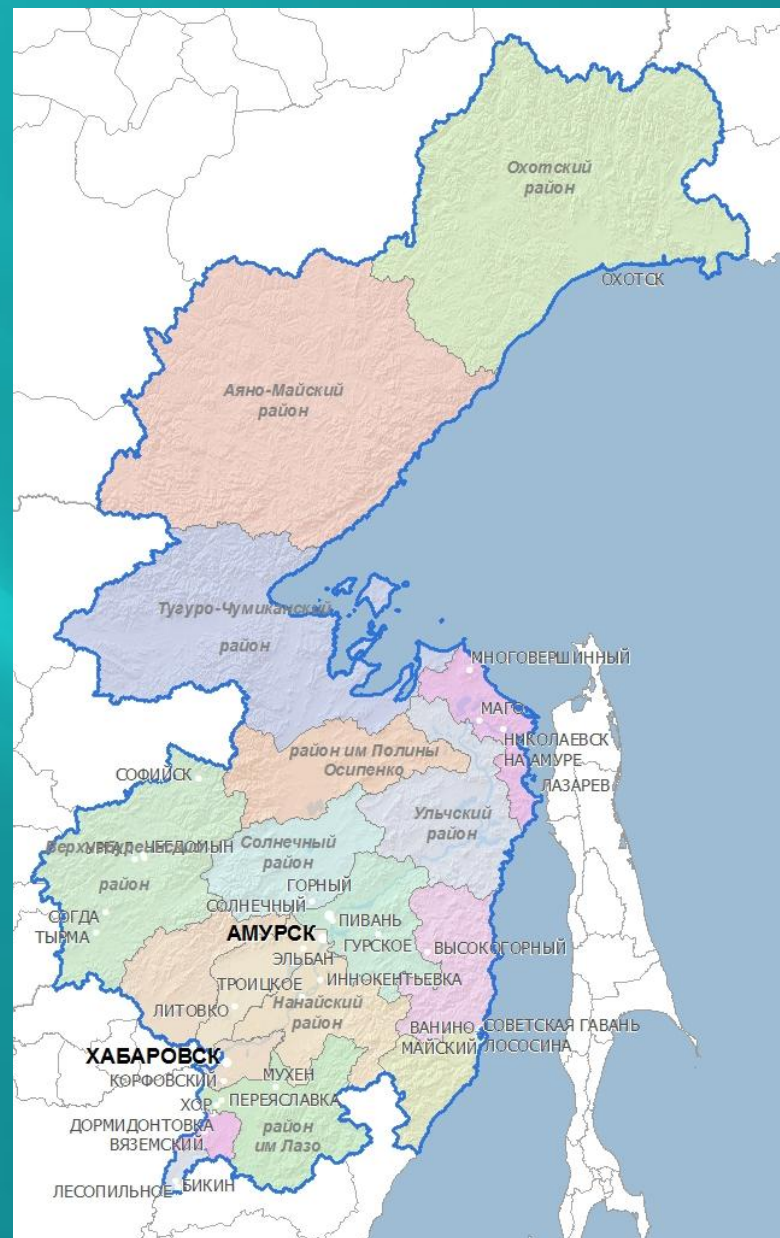 Охотский
район
ОХОТСК
Аяно-Майский
район
Тугуро-Чумиканский
район
МНОГОВЕРШИННЫЙ
МАГО
НИКОЛАЕВСК
НА АМУРЕ
район им Полины
Осипенко
СОФИЙСК
ЛАЗАРЕВ
Ульчский
район
ЧЕГДОМЫН
район
Солнечный
район
ГОРНЫЙ
СОЛНЕЧНЫЙ
СОГДА
ТЫРМА
ПИВАНЬ
АМУРСК
ГУРСКОЕ
ВЫСОКОГОРНЫЙ
ЭЛЬБАН
ТРОИЦКОЕ
ИННОКЕНТЬЕВКА
ЛИТОВКО
Нанайский
район
ВАНИНО
СОВЕТСКАЯ ГАВАНЬ
МАЙСКИЙ
ЛОСОСИНА
ХАБАРОВСК
КОРФОВСКИЙ
МУХЕН
ХОР
ПЕРЕЯСЛАВКА
ДОРМИДОНТОВКА
район
им Лазо
ВЯЗЕМСКИЙ
ЛЕСОПИЛЬНОЕ
БИКИН